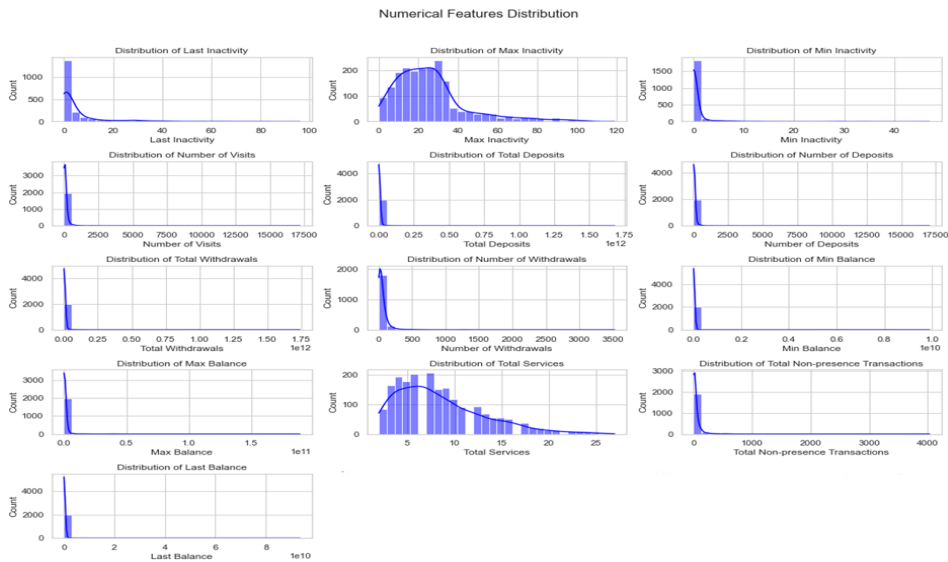 Numerical Features Distribution
Distribution of Last Inactivity
Distribution of Max Inactivity
Distribution of Min Inactivity
Count
1000
500
0
0 20 40 60 80 100
Last Inactivity
Count
200
100
0
0 20 40 60 80 100 120
Max Inactivity
Count
1500
1000
500
0
0 10 20 30 40
Min Inactivity
Distribution of Number of Visits
Distribution of Total Deposits
Distribution of Number of Deposits
Count
3000
2000
1000
0
0 2500 5000 7500 10000 12500 15000 17500
Number of Visits
Count
4000
2000
0
0.00 0.25 0.50 0.75 1.00 1.25 1.50 1.75
1e12
Total Deposits
Count
4000
2000
0
0 2500 5000 7500 10000 12500 15000 17500
Number of Deposits
Distribution of Total Withdrawals
Distribution of Number of Withdrawals
Distribution of Min Balance
Count
4000
2000
0
0.00 0.25 0.50 0.75 1.00 1.25 1.50 1.75
1e12
Total Withdrawals
Count
2000
1000
0
0 500 1000 1500 2000 2500 3000 3500
Number of Withdrawals
Count
4000
2000
0
0.0 0.2 0.4 0.6 0.8 1.0
1e10
Min Balance
Distribution of Max Balance
Distribution of Total Services
Distribution of Total Non-presence Transactions
Count
3000
2000
1000
0
0.0 0.5 1.0 1.5
1e11
Max Balance
Count
200
100
0
5 10 15 20 25
Total Services
Count
3000
2000
1000
0
0 1000 2000 3000 4000
Total Non-presence Transactions
Distribution of Last Balance
Count
4000
2000
0
0 2 4 6 8
1e10
Last Balance